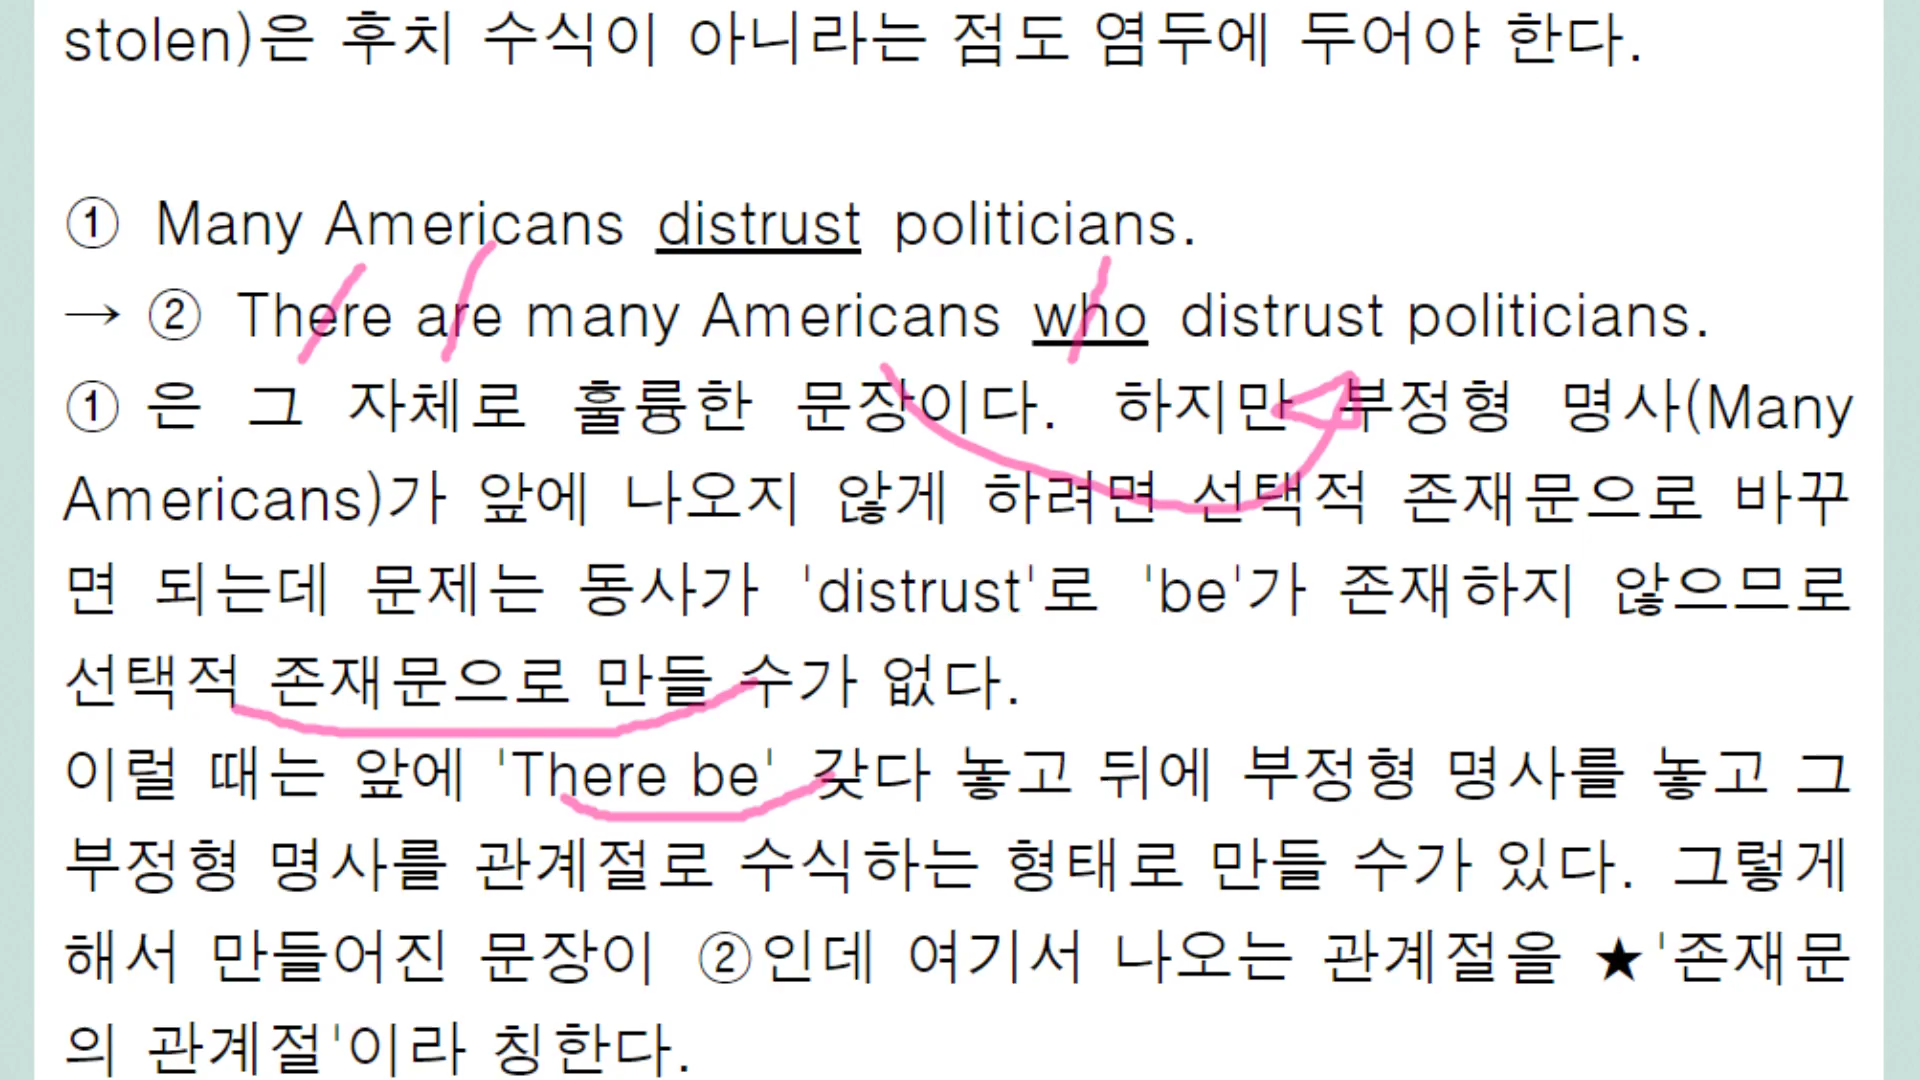 stolen)은 후치 수식이 아니라는 점도 염두에 두어야 한다.
① Many Americans distrust politicians.
→ ② There are many Americans who distrust politicians.
① 은 그 자체로 훌륭한 문장이다. 하지만 부정형 명사(Many
Americans)가 앞에 나오지 않게 하려면 선택적 존재문으로 바꾸
면 되는데 문제는 동사가 'distrust'로 'be'가 존재하지 않으므로
선택적 존재문으로 만들 수가 없다.
이럴 때는 앞에 'There be' 갖다 놓고 뒤에 부정형 명사를 놓고 그
부정형 명사를 관계절로 수식하는 형태로 만들 수가 있다. 그렇게
해서 만들어진 문장이 ②인데 여기서 나오는 관계절을 ★'존재문
의 관계절'이라 칭한다.